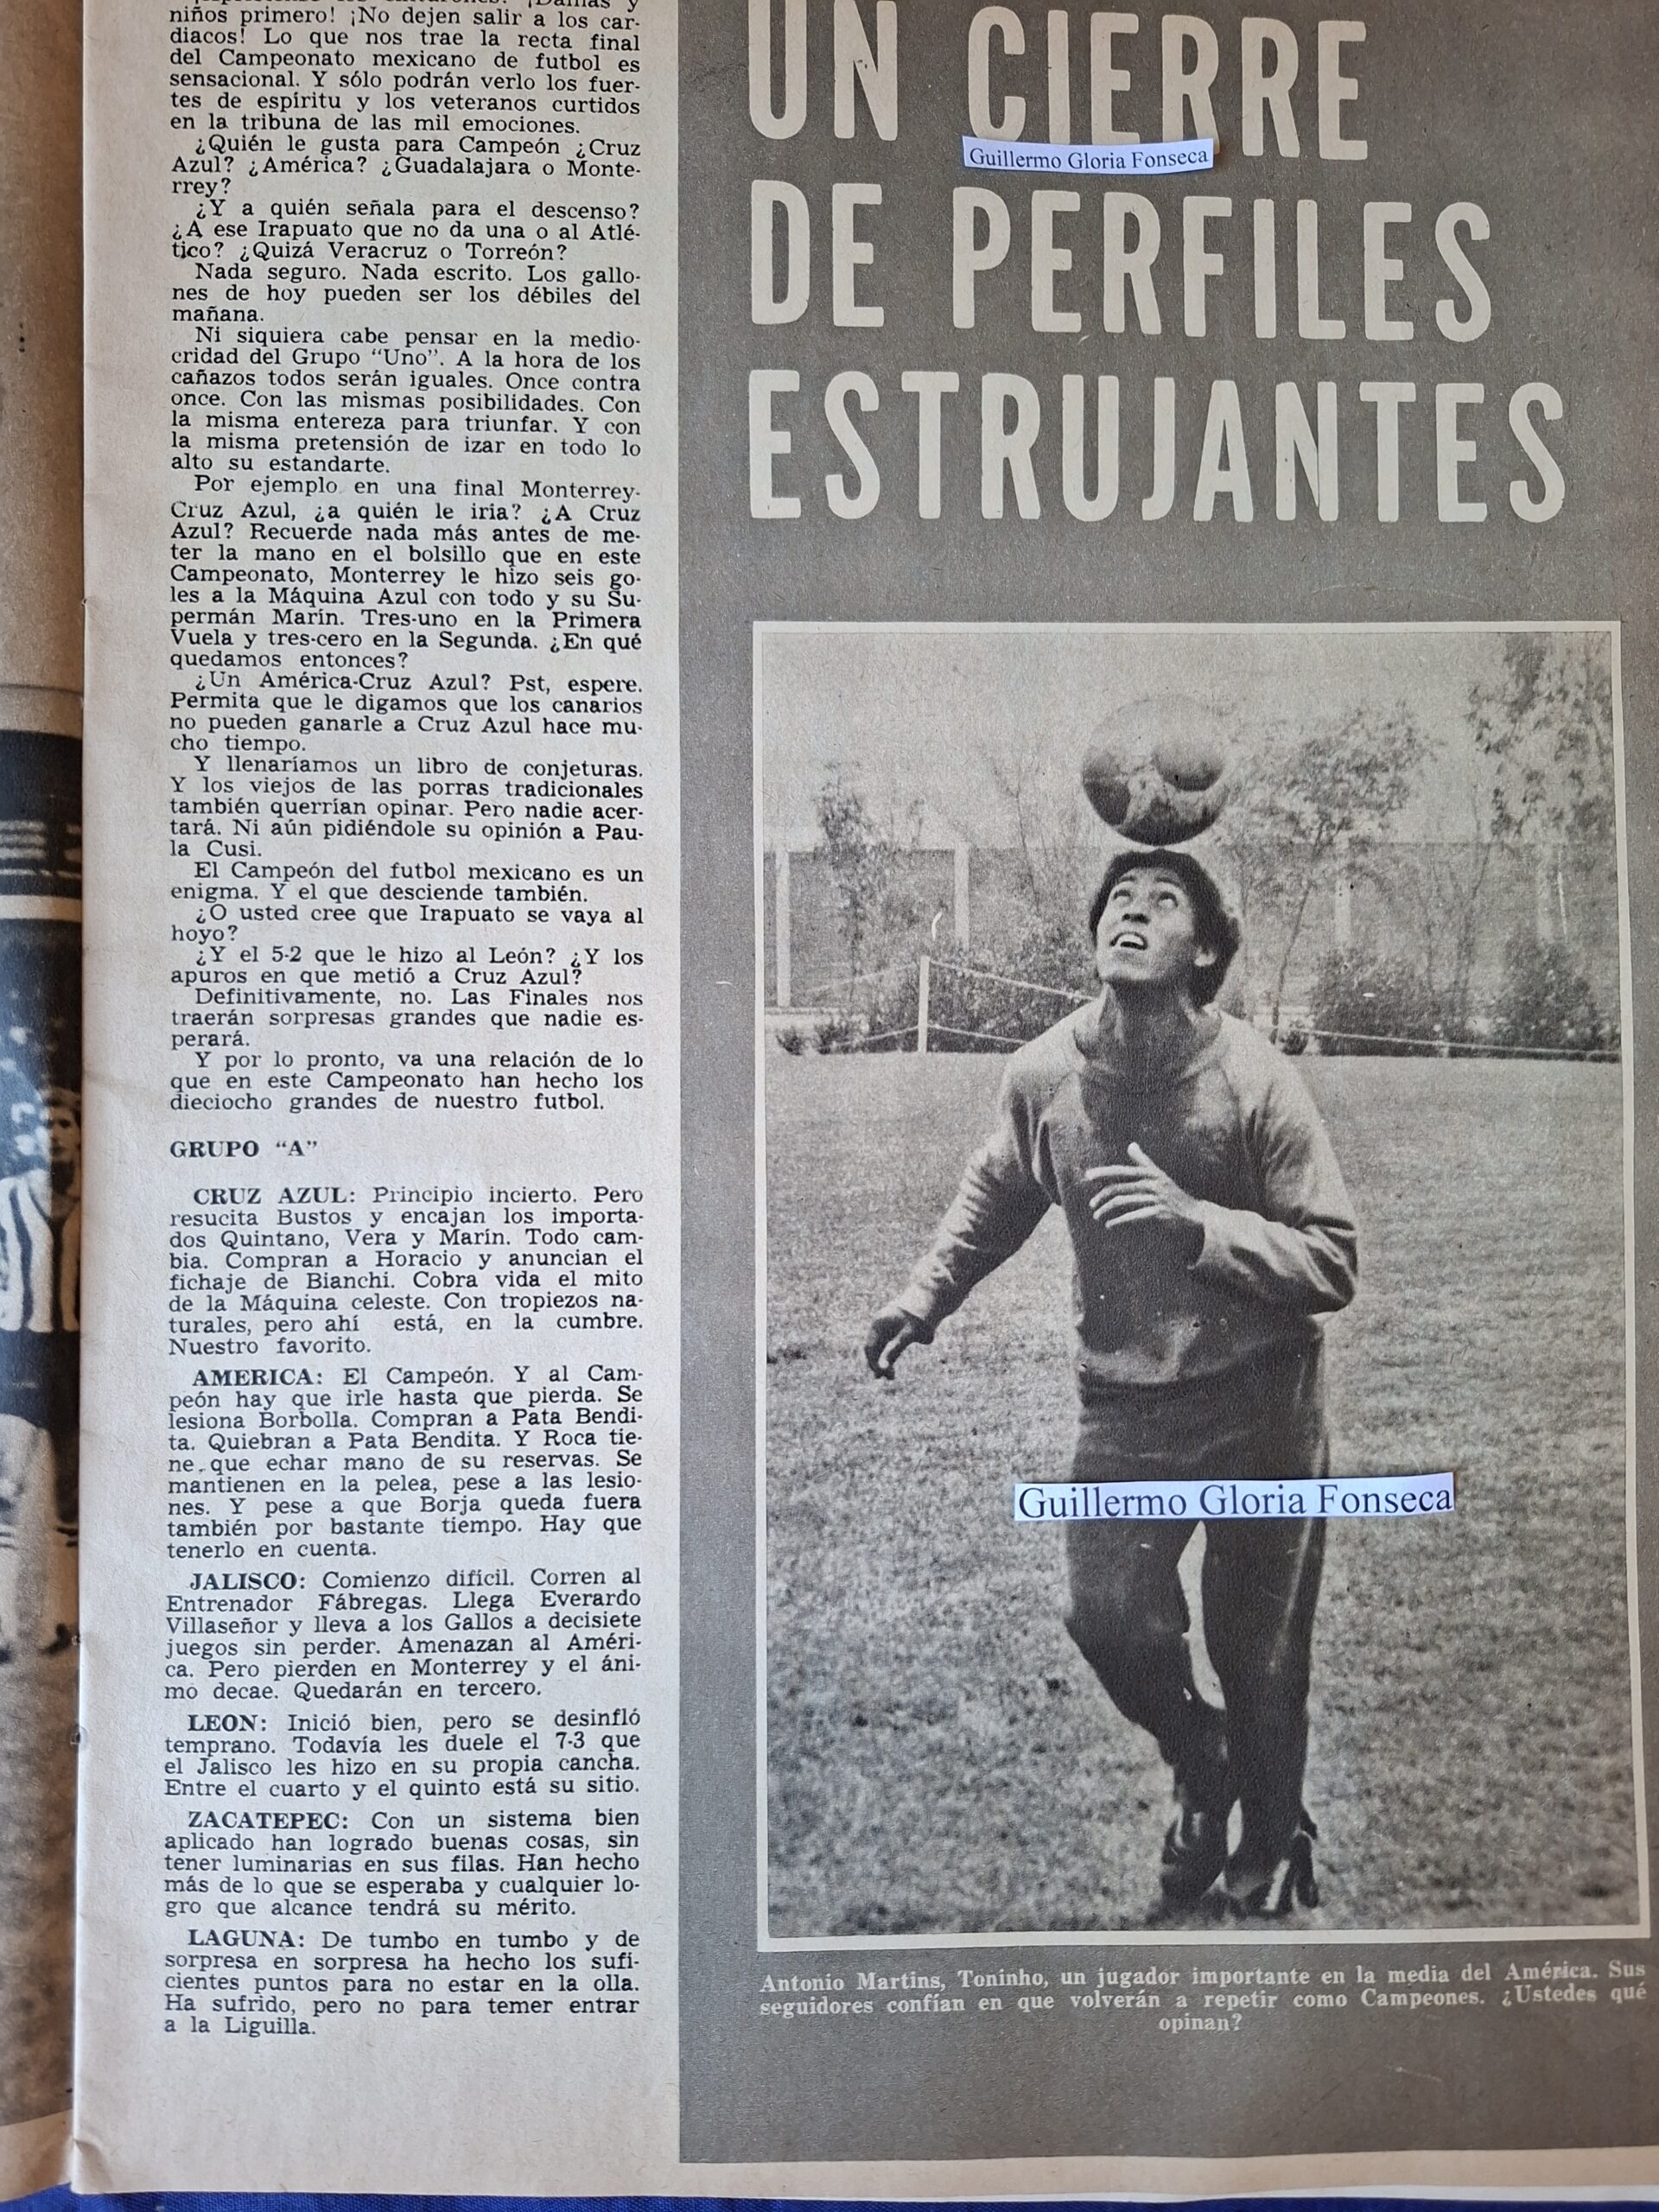 niños primero! ¡No dejen salir a los car-
diacos! Lo que nos trae la recta final
del Campeonato mexicano de futbol es
sensacional. Y sólo podrán verlo los fuer-
tes de espíritu y los veteranos curtidos
en la tribuna de las mil emociones.
¿Quién le gusta para Campeón ¿Cruz
Azul? ¿América? ¿Guadalajara o Monte-
rrey?
¿Y a quién señala para el descenso?
¿A ese Irapuato que no da una o al Atlé-
tico? ¿Quizá Veracruz o Torreón?
Nada seguro. Nada escrito. Los gallo-
nes de hoy pueden ser los débiles del
mañana.
Ni siquiera cabe pensar en la medio-
cridad del Grupo “Uno”. A la hora de los
cañazos todos serán iguales. Once contra
once. Con las mismas posibilidades. Con
la misma entereza para triunfar. Y con
la misma pretensión de izar en todo lo
alto su estandarte.
Por ejemplo en una final Monterrey-
Cruz Azul, ¿a quién le iria? ¿A Cruz
Azul? Recuerde nada más antes de me-
ter la mano en el bolsillo que en este
Campeonato, Monterrey le hizo seis go-
les a la Máquina Azul con todo y su Su-
permán Marín. Tres-uno en la Primera
Vuela y tres-cero en la Segunda. ¿En qué
quedamos entonces?
¿Un América-Cruz Azul? Pst, espere.
Permita que le digamos que los canarios
no pueden ganarle a Cruz Azul hace mu-
cho tiempo.
Y llenaríamos un libro de conjeturas.
Y los viejos de las porras tradicionales
también querrían opinar. Pero nadie acer-
tará. Ni aún pidiéndole su opinión a Pau-
la Cusi.
El Campeón del futbol mexicano es un
enigma. Y el que desciende también.
¿O usted cree que Irapuato se vaya al
hoyo?
¿Y el 5-2 que le hizo al León? ¿Y los
apuros en que metió a Cruz Azul?
Definitivamente, no. Las Finales nos
traerán sorpresas grandes que nadie es-
perará.
Y por lo pronto, va una relación de lo
que en este Campeonato han hecho los
dieciocho grandes de nuestro futbol.
GRUPO “A”
CRUZ AZUL: Principio incierto. Pero
resucita Bustos y encajan los importa-
dos Quintano, Vera y Marín. Todo cam-
bia. Compran a Horacio y anuncian el
fichaje de Bianchi. Cobra vida el mito
de la Máquina celeste. Con tropiezos na-
turales, pero ahí está, en la cumbre.
Nuestro favorito.
AMERICA: El Campeón. Y al Cam-
peón hay que irle hasta que pierda. Se
lesiona Borbolla. Compran a Pata Bendi-
ta. Quiebran a Pata Bendita. Y Roca tie-
ne que echar mano de su reservas. Se
mantienen en la pelea, pese a las lesio-
nes. Y pese a que Borja queda fuera
también por bastante tiempo. Hay que
tenerlo en cuenta.
JALISCO: Comienzo difícil. Corren al
Entrenador Fábregas. Llega Everardo
Villaseñor y lleva a los Gallos a decisiete
juegos sin perder. Amenazan al Améri-
ca. Pero pierden en Monterrey y el áni-
mo decae. Quedarán en tercero.
LEON: Inició bien, pero se desinfló
temprano. Todavía les duele el 7-3 que
el Jalisco les hizo en su propia cancha.
Entre el cuarto y el quinto está su sitio.
ZACATEPEC: Con un sistema bien
aplicado han logrado buenas cosas, sin
tener luminarias en sus filas. Han hecho
más de lo que se esperaba y cualquier lo-
gro que alcance tendrá su mérito.
LAGUNA: De tumbo en tumbo y de
sorpresa en sorpresa ha hecho los sufi-
cientes puntos para no estar en la olla.
Ha sufrido, pero no para temer entrar
a la Liguilla.
UN CIERRE
Guillermo Gloria Fonseca
DE PERFILES
ESTRUJANTES
Guillermo Gloria Fonseca
Antonio Martins, Toninho, un jugador importante en la media del América. Sus
seguidores confían en que volverán a repetir como Campeones. ¿Ustedes qué
opinan?